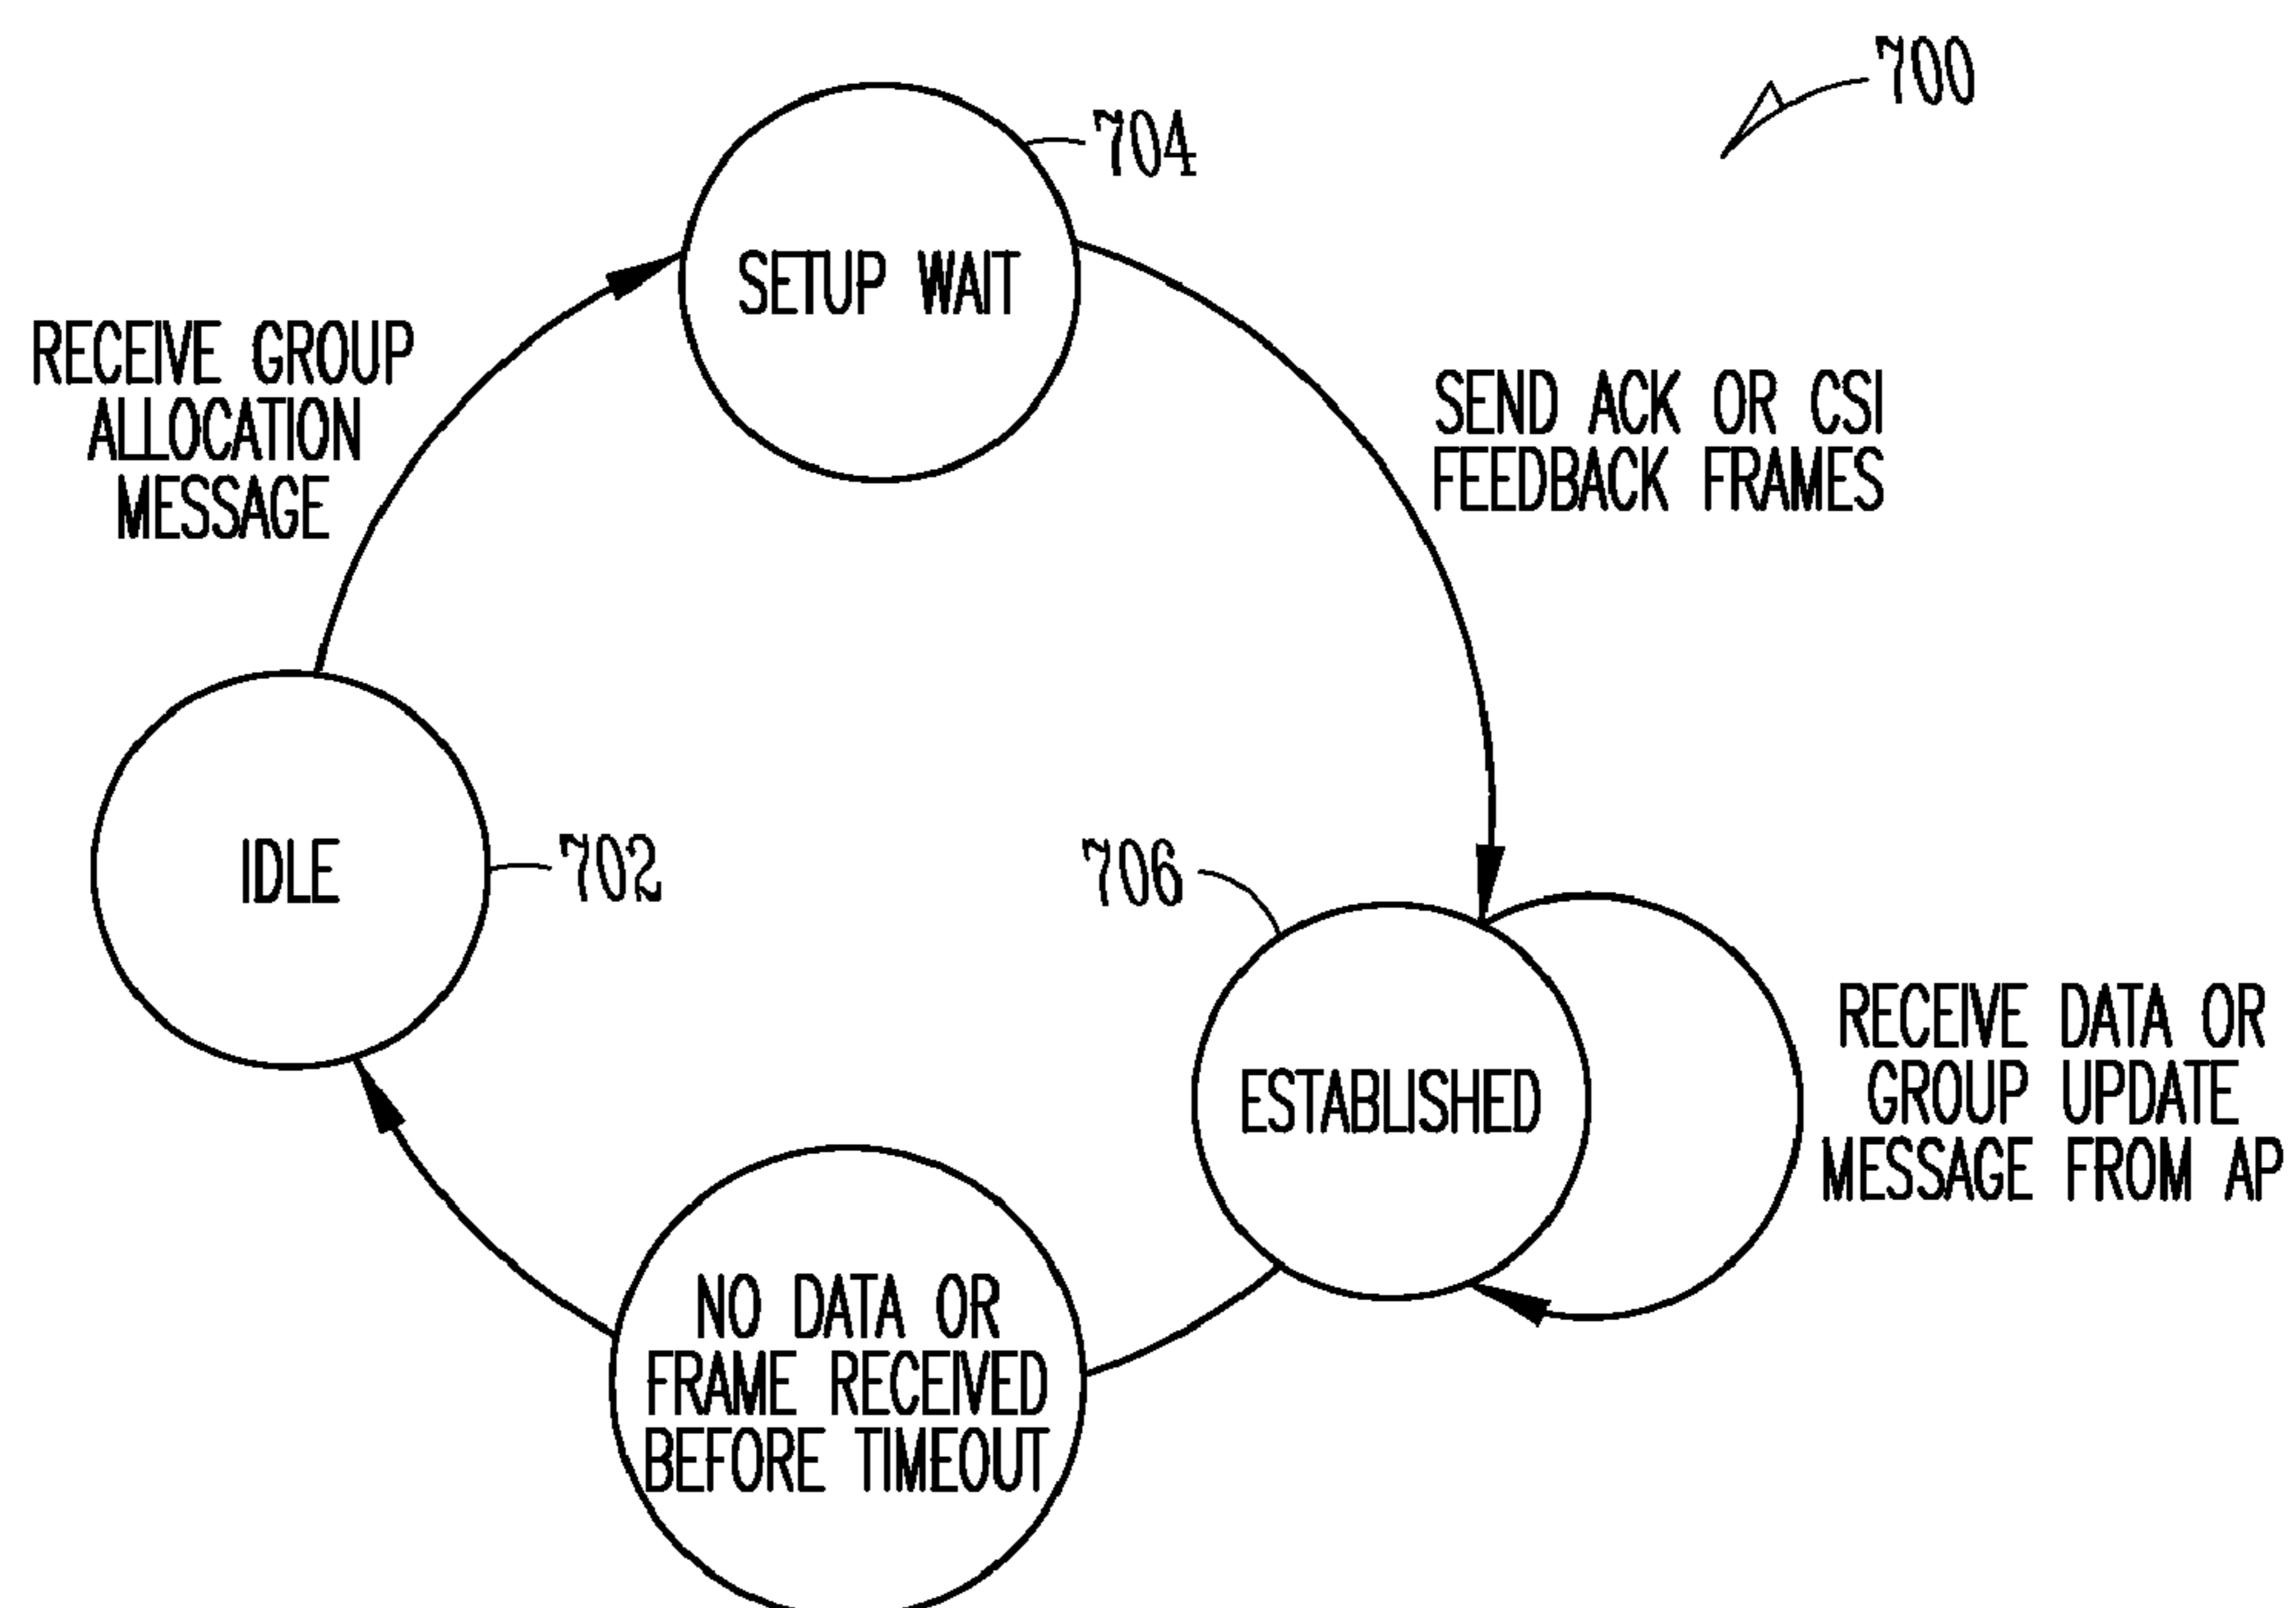 700
704
SETUP WAIT
RECEIVE GROUP
ALLOCATION
MESSAGE
SEND ACK OR CSI
FEEDBACK FRAMES
IDLE
702
706
ESTABLISHED
RECEIVE DATA OR
GROUP UPDATE
MESSAGE FROM AP
NO DATA OR
FRAME RECEIVED
BEFORE TIMEOUT